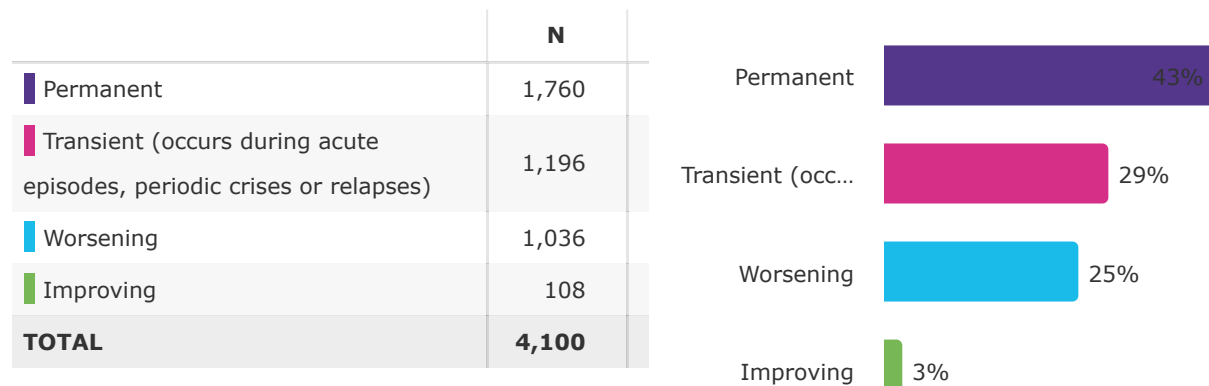 N
Permanent 1,760
Transient (occurs during acute
episodes, periodic crises or relapses) 1,196
Worsening 1,036
Improving 108
TOTAL 4,100
Permanent 43%
Transient (occ... 29%
Worsening 25%
Improving 3%